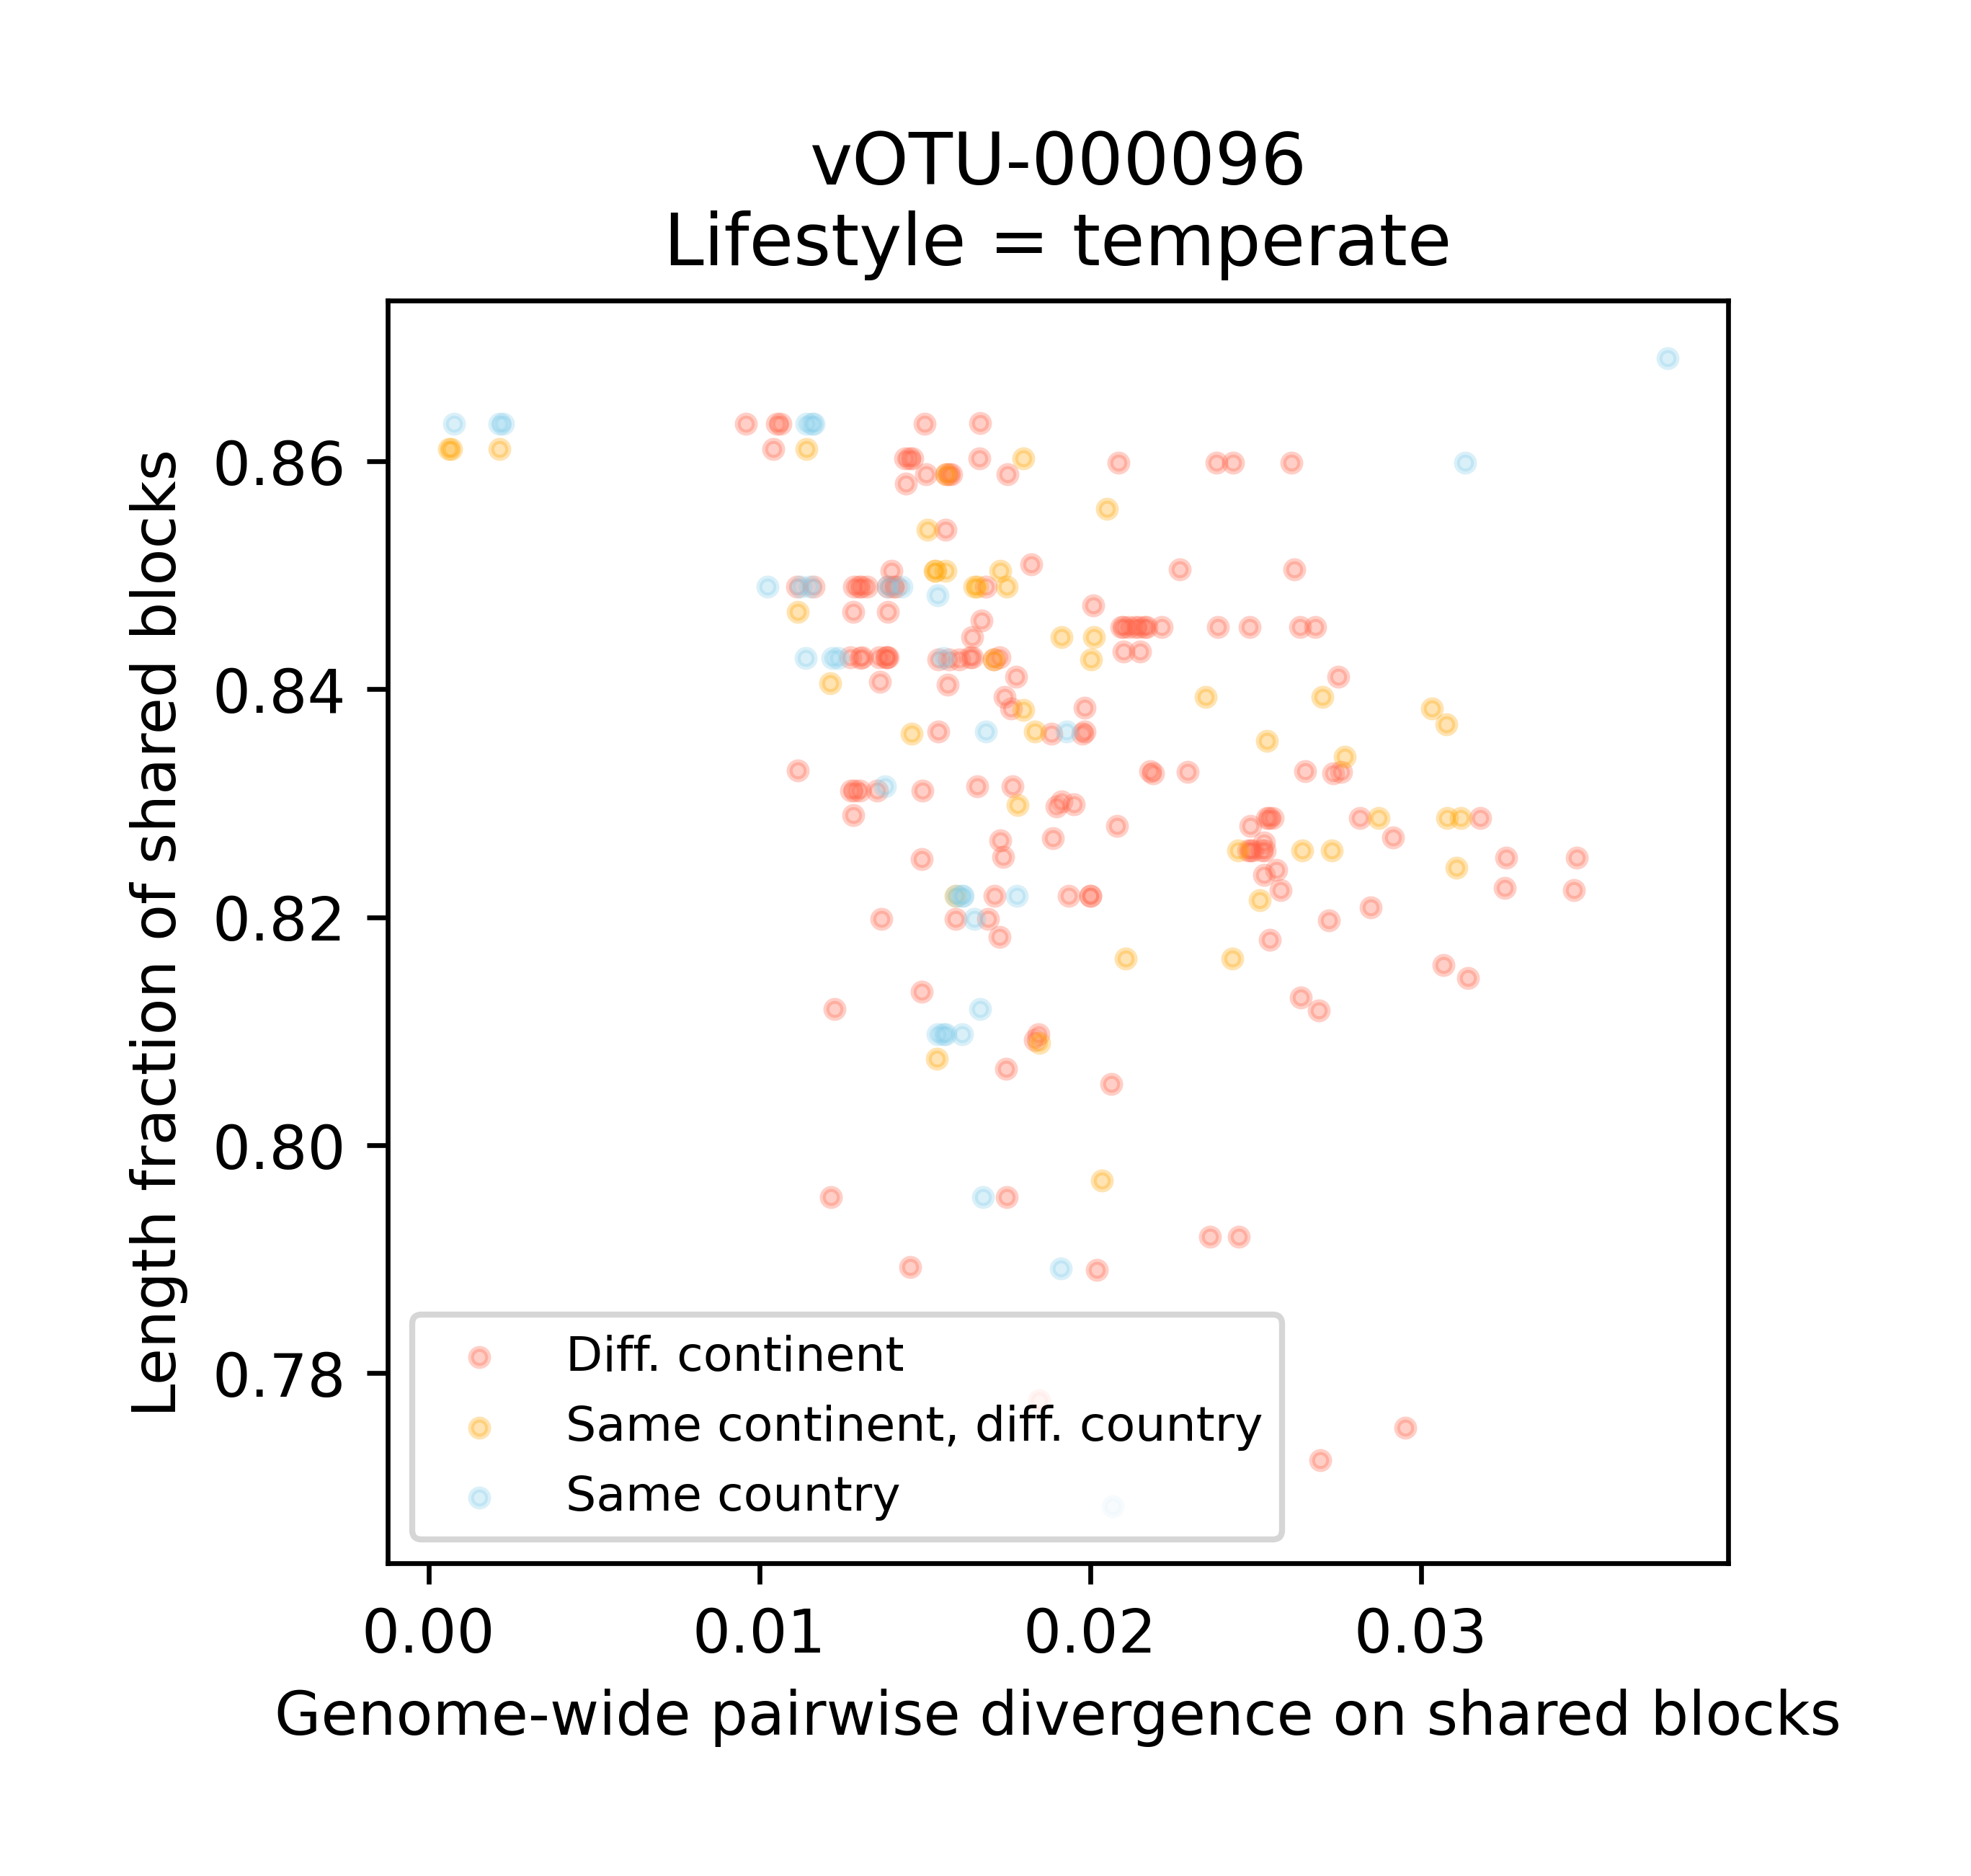 vOTU-000096
Lifestyle = temperate
Length fraction of shared blocks
0.86
0.84
0.82
0.80
0.78
Diff. continent
Same continent, diff. country
Same country
0.00
0.01
0.02
0.03
Genome-wide pairwise divergence on shared blocks